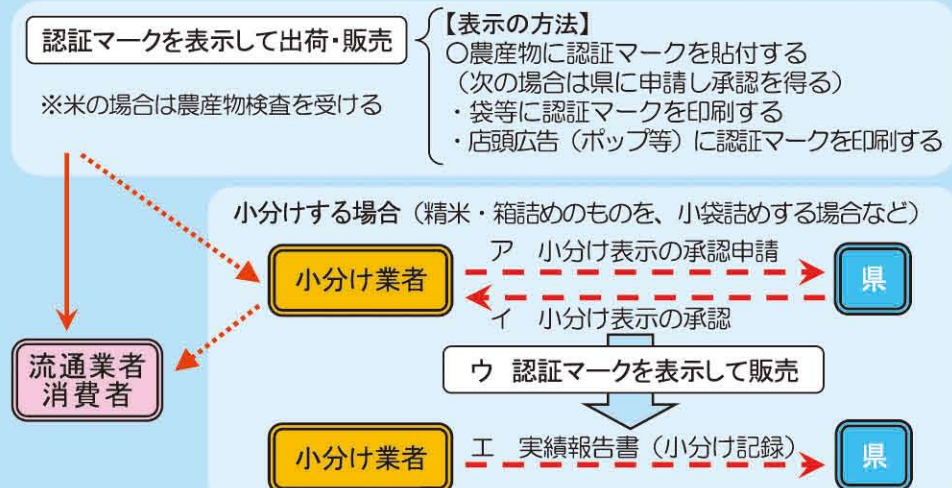 認証マークを表示して出荷・販売
※米の場合は農産物検査を受ける
【表示の方法】
〇農産物に認証マークを貼付する
（次の場合は県に申請し承認を得る）
・袋等に認証マークを印刷する
・店頭広告（ポップ等）に認証マークを印刷する
小分けする場合（精米・箱詰めのものを、小袋詰めする場合など）
小分け業者
ア 小分け表示の承認申請
県
イ 小分け表示の承認
流通業者
消費者
ウ 認証マークを表示して販売
小分け業者
エ 実績報告書（小分け記録）
県